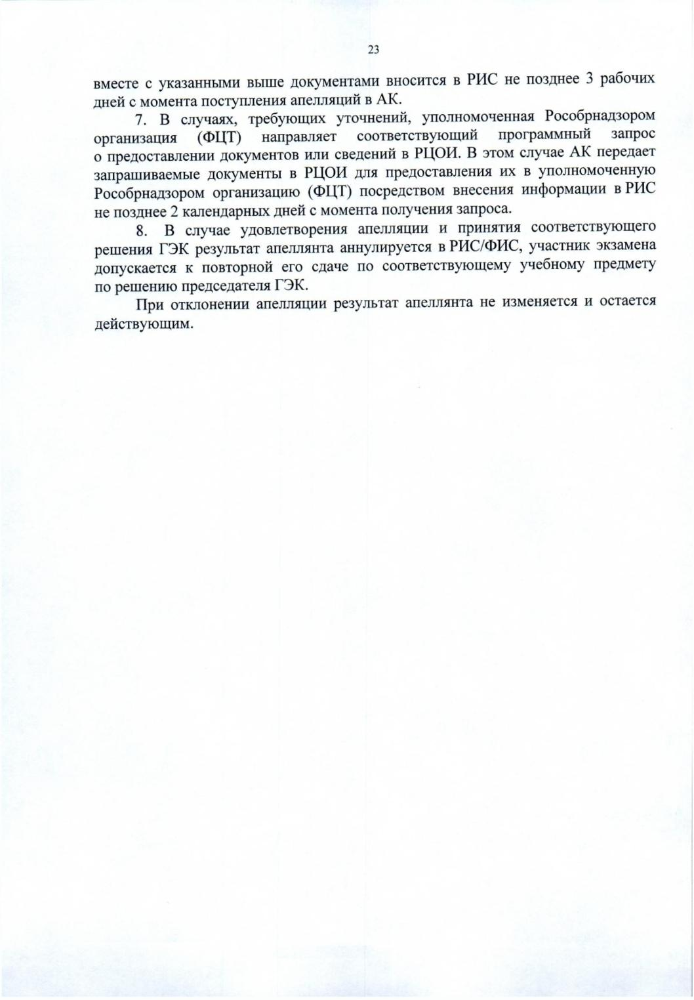 23
вместе с указанными выше документами вносится в РИС не позднее 3 рабочих
дней с момента поступления апелляций в АК.
7. В случаях, требующих уточнений, уполномоченная Рособрнадзором
организация (ФЦТ) направляет соответствующий программный запрос
о предоставлении документов или сведений в РЦОИ. В этом случае АК передает
запрашиваемые документы в РЦОИ для предоставления их в уполномоченную
Рособрнадзором организацию (ФЦТ) посредством внесения информации в РИС
не позднее 2 календарных дней с момента получения запроса.
8. В случае удовлетворения апелляции и принятия соответствующего
решения ГЭК результат апеллянта аннулируется в РИС/ФИС, участник экзамена
допускается к повторной его сдаче по соответствующему учебному предмету
по решению председателя ГЭК.
При отклонении апелляции результат апеллянта не изменяется и остается
действующим.